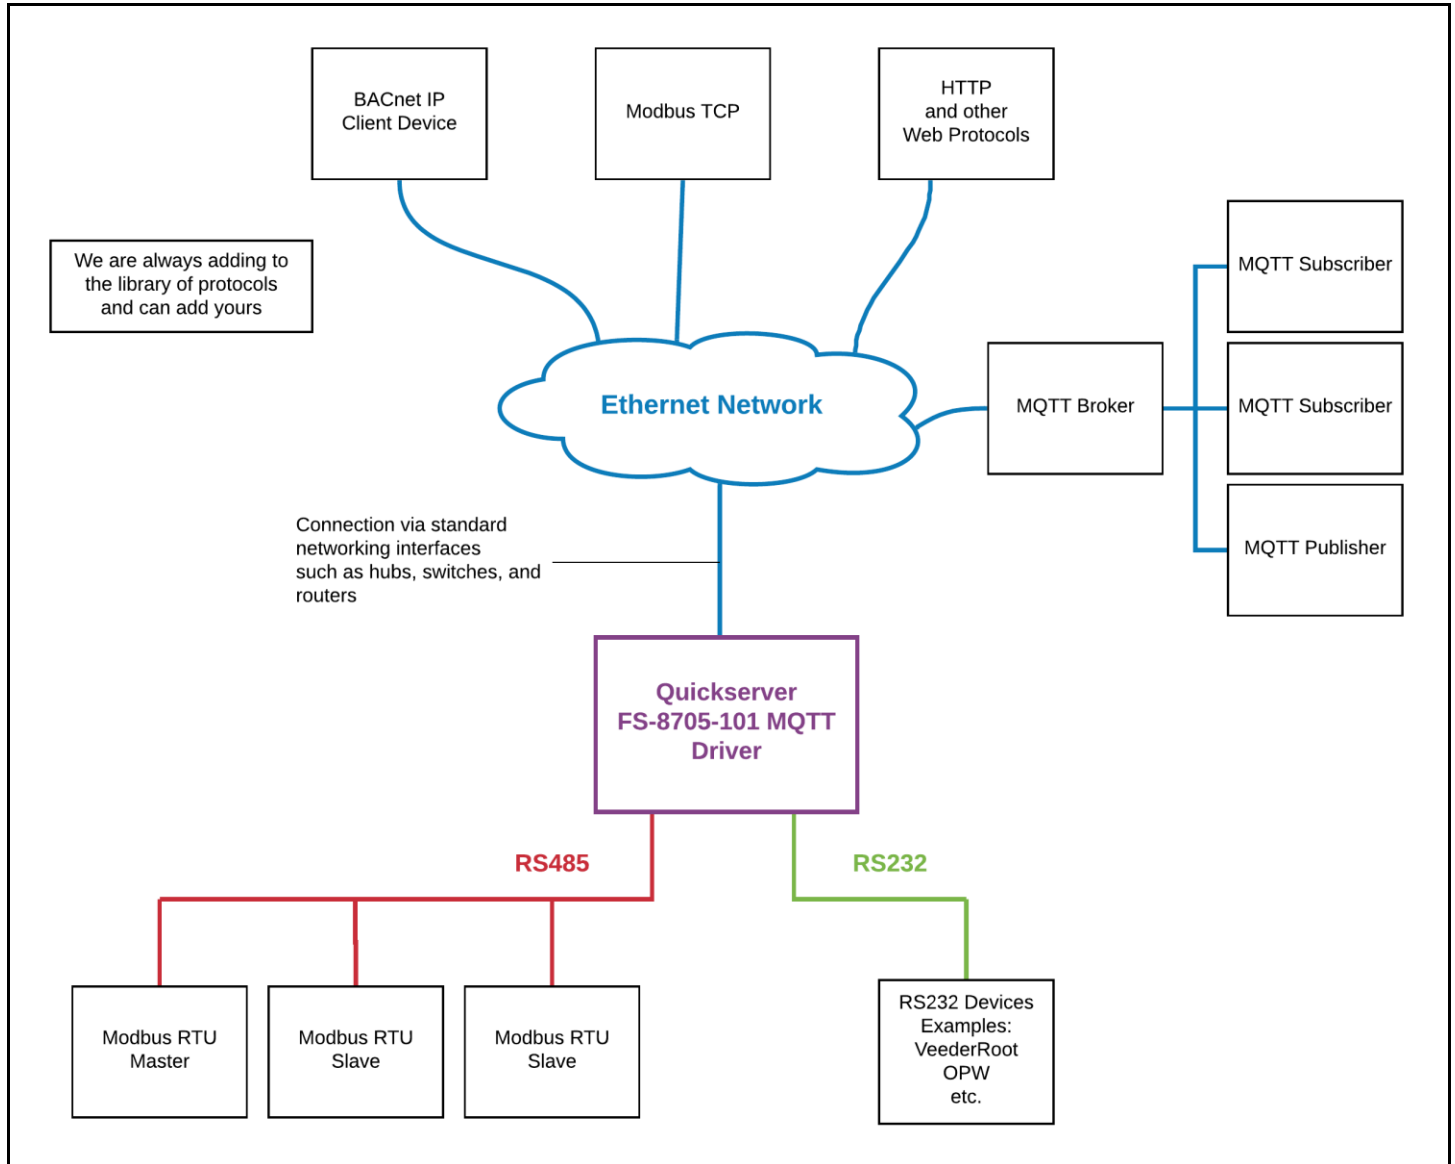 BACnet IP
Client Device
Modbus TCP
HTTP
and other
Web Protocols
We are always adding to
the library of protocols
and can add yours
MQTT Subscriber
Ethernet Network
MQTT Broker
MQTT Subscriber
Connection via standard
networking interfaces
such as hubs, switches, and
routers
MQTT Publisher
Quickserver
FS-8705-101 MQTT
Driver
RS485
RS232
Modbus RTU
Master
Modbus RTU
Slave
Modbus RTU
Slave
RS232 Devices
Examples:
VeederRoot
OPW
etc.